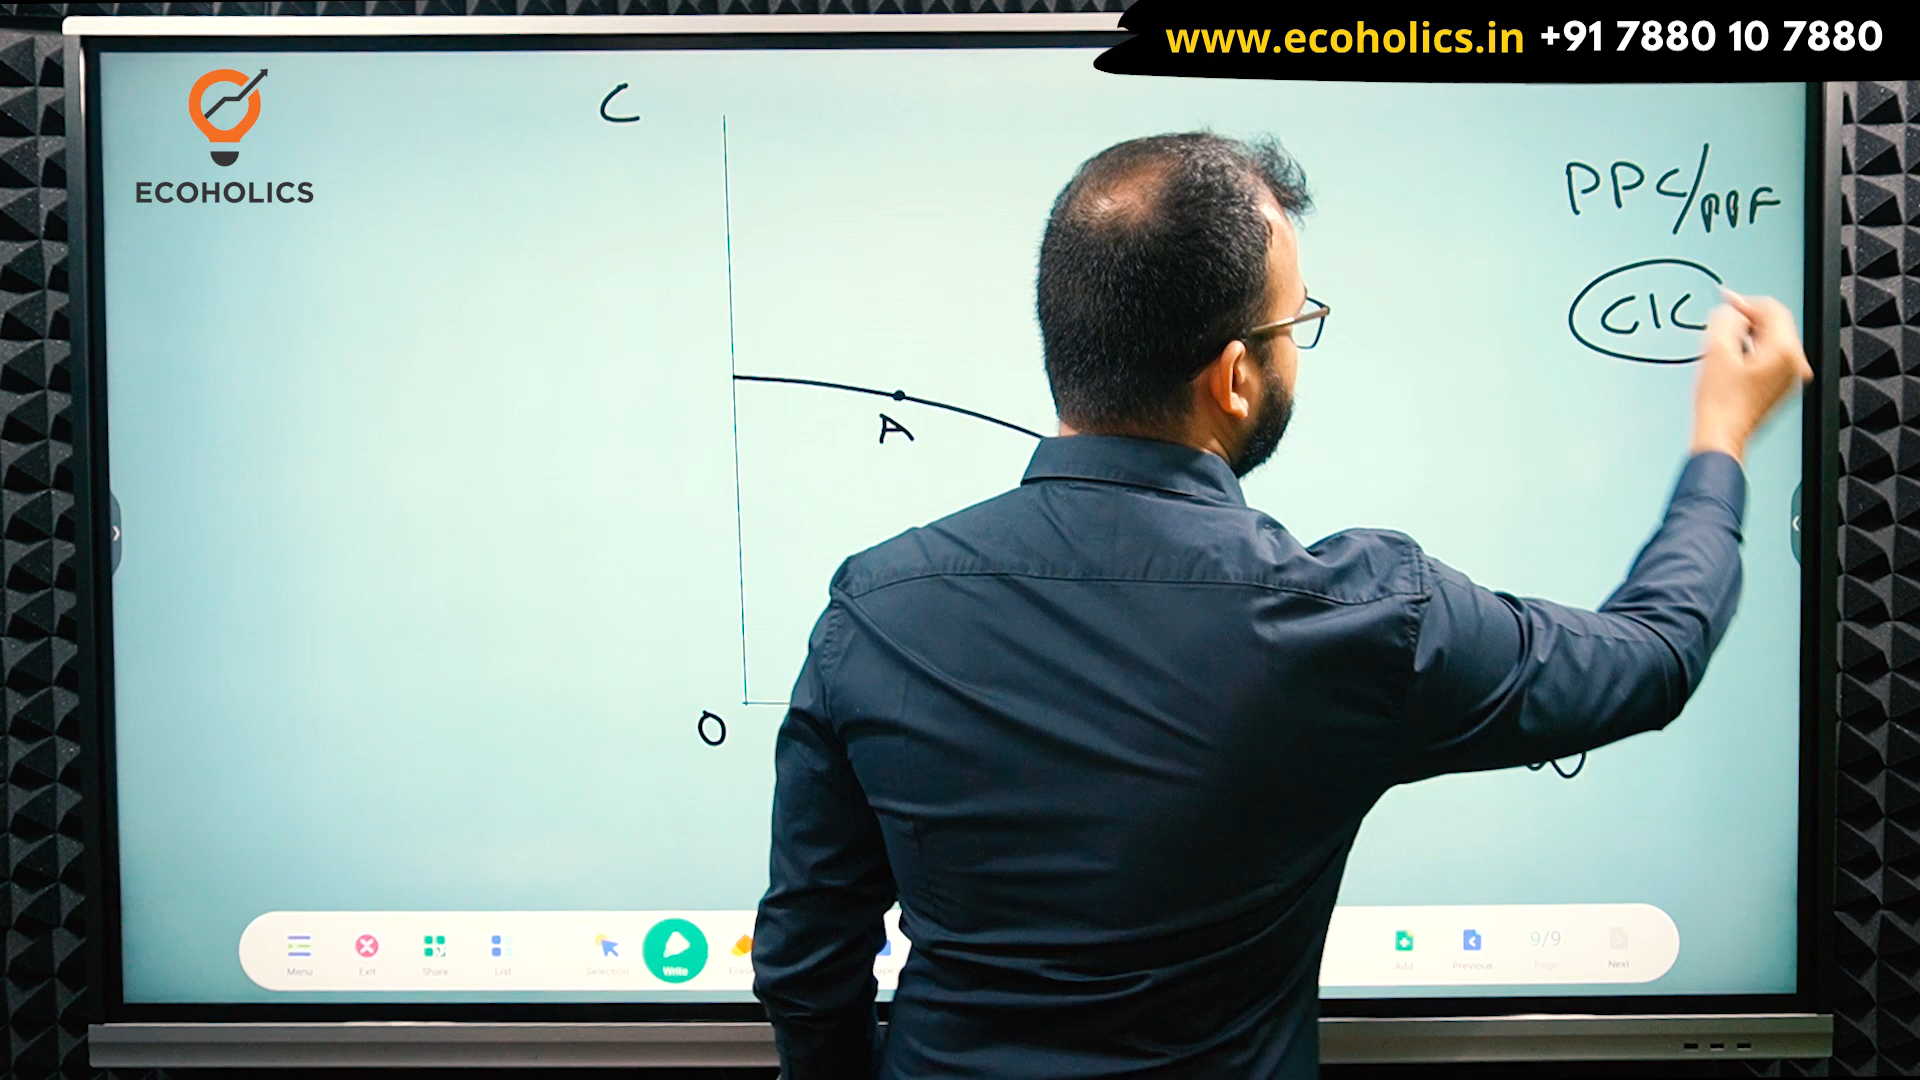 www.ecoholics.in +91 7880 10 7880
ECOHOLICS
C
PPC/PPF
CIC
A
O
Menu
Exit
Share
List
Selection
Write
Add
Previous
9/9
Page
Next